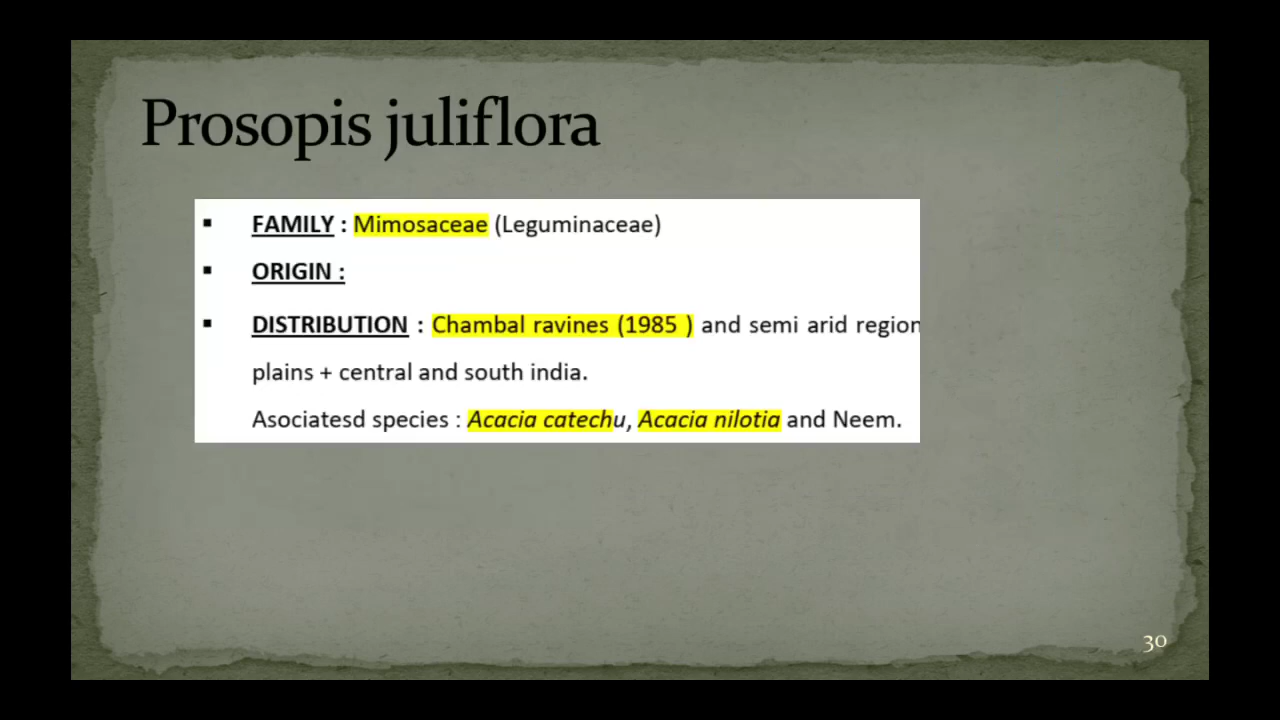 Prosopis juliflora
▪ FAMILY : Mimosaceae (Leguminaceae)
▪ ORIGIN :
▪ DISTRIBUTION : Chambal ravines (1985 ) and semi arid region
plains + central and south india.
Asociatesd species : Acacia catechu, Acacia nilotia and Neem.
30